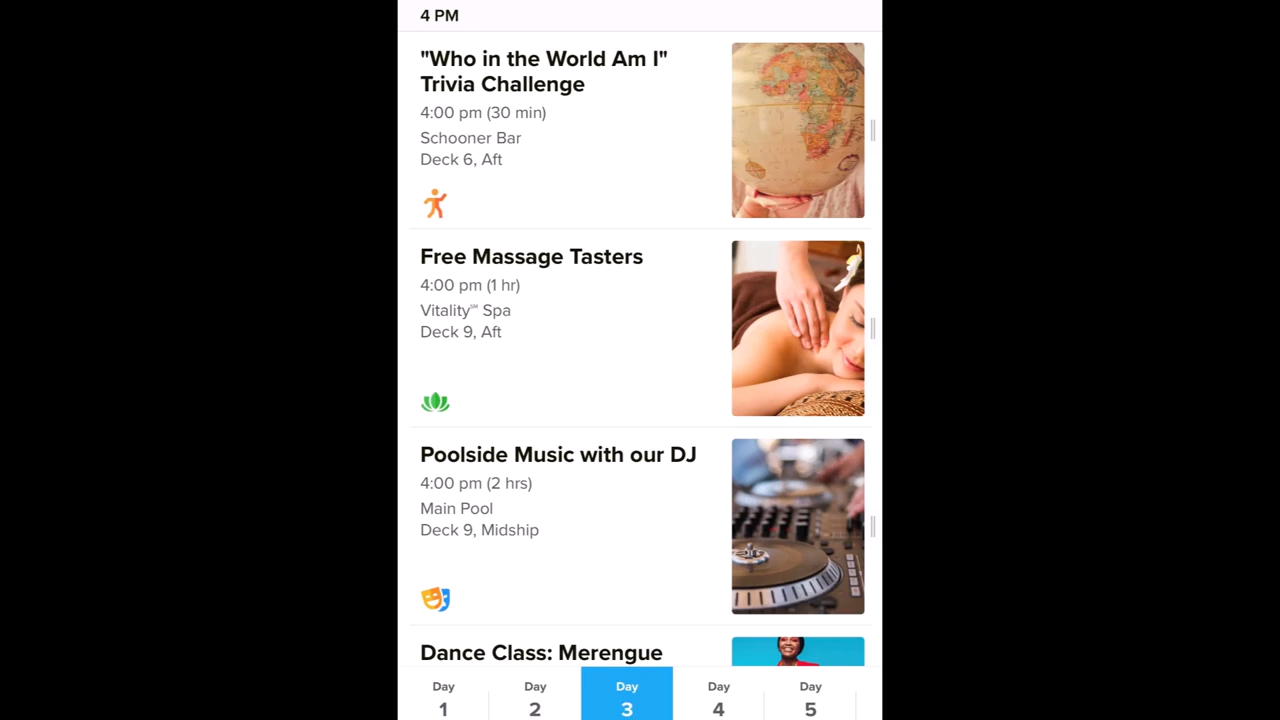 4 PM
"Who in the World Am I"
Trivia Challenge
4:00 pm (30 min)
Schooner Bar
Deck 6, Aft
Free Massage Tasters
4:00 pm (1 hr)
Vitality℠ Spa
Deck 9, Aft
Poolside Music with our DJ
4:00 pm (2 hrs)
Main Pool
Deck 9, Midship
Dance Class: Merengue
Day Day Day Day Day
1 2 3 4 5